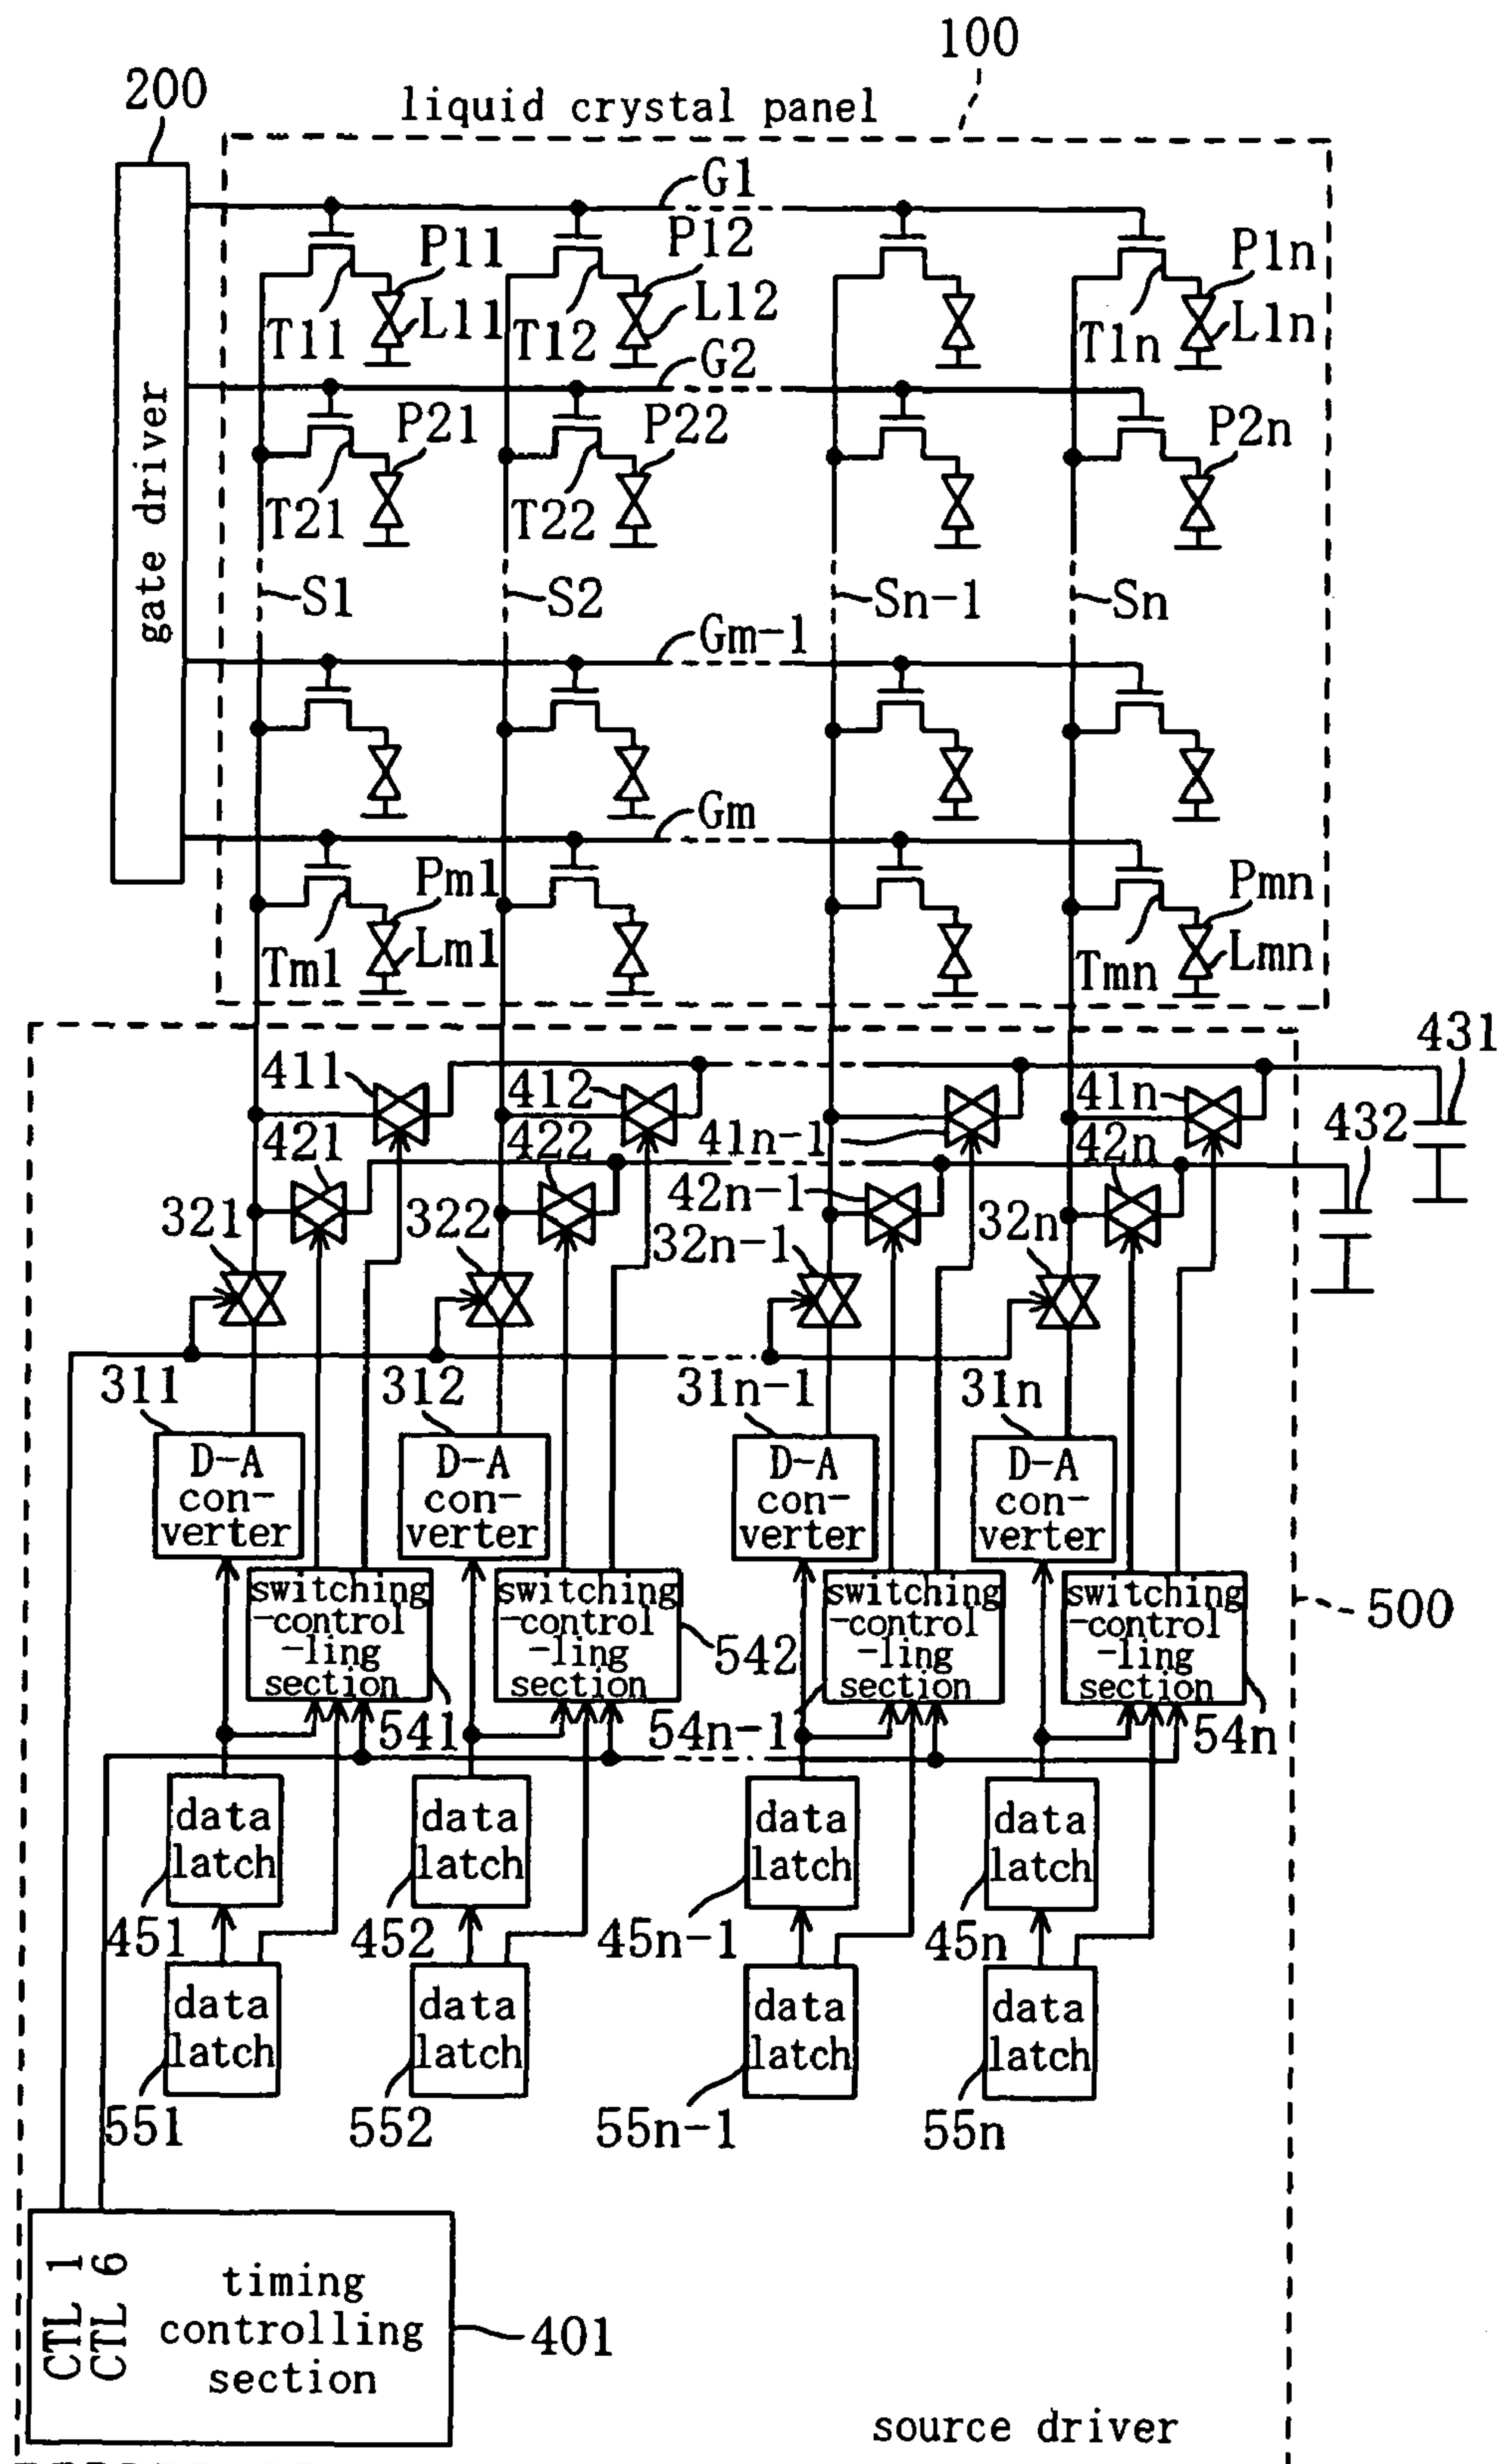 100
200
liquid crystal panel
G1
P11
P12
P1n
T11
L11
T12
L12
T1n
L1n
G2
P21
P22
P2n
T21
T22
gate driver
S1
S2
Sn-1
Sn
Gm-1
Gm
Pm1
Pmn
Tm1
Lm1
Tmn
Lmn
431
411
412
41n-1
41n
432
421
422
42n-1
42n
321
322
32n-1
32n
311
312
31n-1
31n
D-A
con-
verter
D-A
con-
verter
D-A
con-
verter
D-A
con-
verter
switching
-control
-ling
section
switching
-control
-ling
section
switching
-control
-ling
section
switching
-control
-ling
section
500
541
542
54n-1
54n
data
latch
data
latch
data
latch
data
latch
451
452
45n-1
45n
data
latch
data
latch
data
latch
data
latch
551
552
55n-1
55n
CTL 1
CTL 6
timing
controlling
section
401
source driver